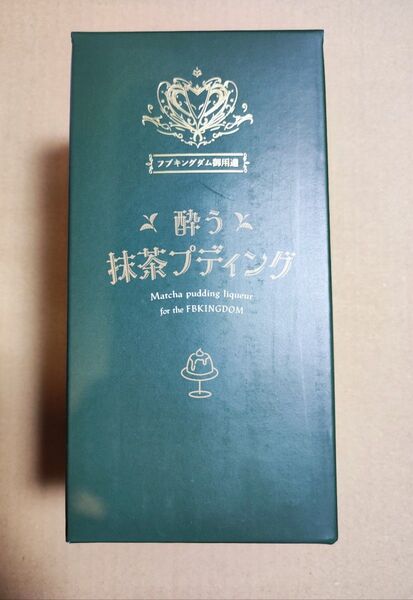 フブキングダム御用達
酔う
抹茶プディング
Matcha pudding liqueur
for the FBKINGDOM